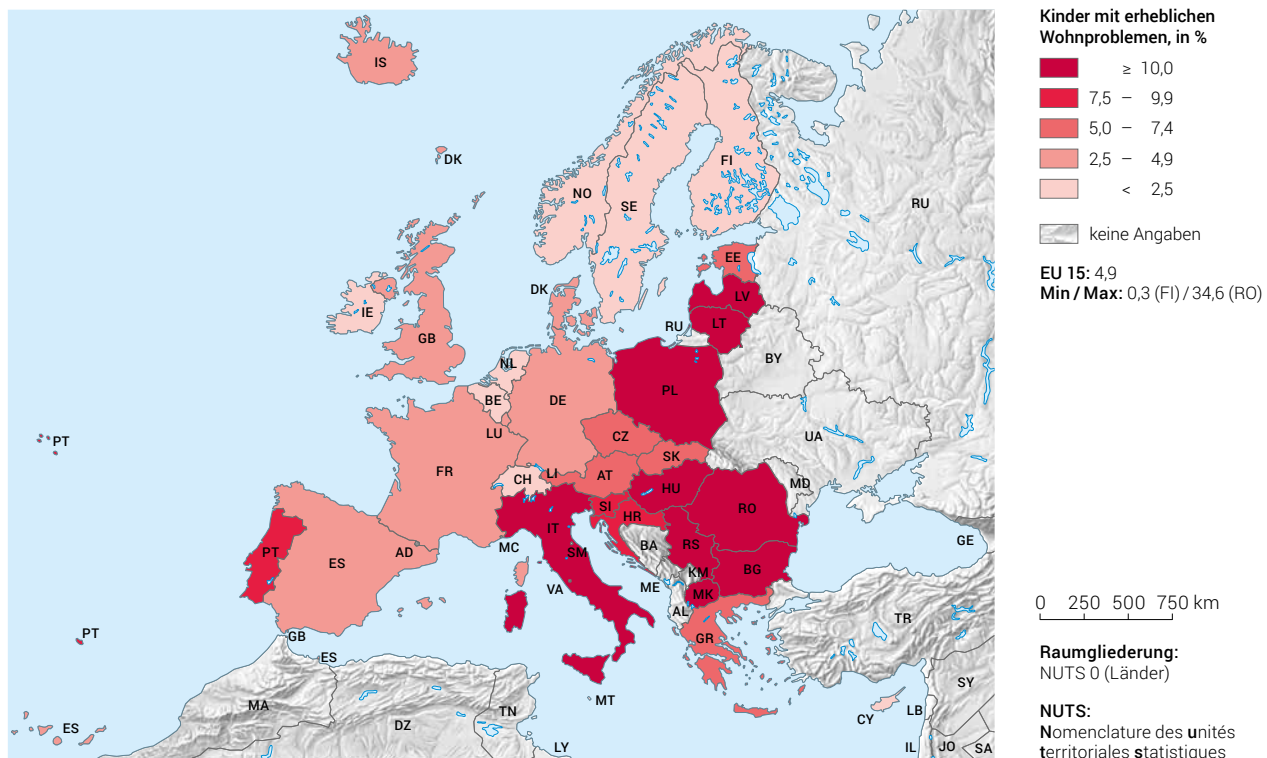 Kinder mit erheblichen
Wohnproblemen, in %
≥ 10,0
7,5 – 9,9
5,0 – 7,4
2,5 – 4,9
< 2,5
keine Angaben
EU 15: 4,9
Min / Max: 0,3 (FI) / 34,6 (RO)
0 250 500 750 km
Raumgliederung:
NUTS 0 (Länder)
NUTS:
Nomenclature des unités
territoriales statistiques
IS
DK
FI
NO
SE
RU
EE
DK
LV
IE
LT
RU
GB
BY
NL
PL
BE
DE
LU
CZ
UA
PT
SK
FR
LI
AT
CH
HU
MD
SI
RO
HR
IT
GE
BA
RS
MC
AD
SM
PT
ES
KM
BG
VA
ME
MK
AL
TR
PT
GB
GR
ES
SY
MT
MA
TN
LB
CY
DZ
ES
LY
IL
JO
SA